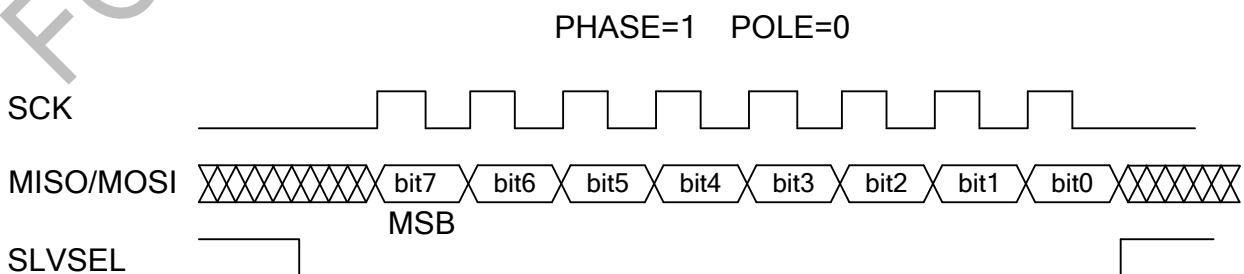 PHASE=1 POLE=0
SCK
MISO/MOSI bit7 bit6 bit5 bit4 bit3 bit2 bit1 bit0
MSB
SLVSEL